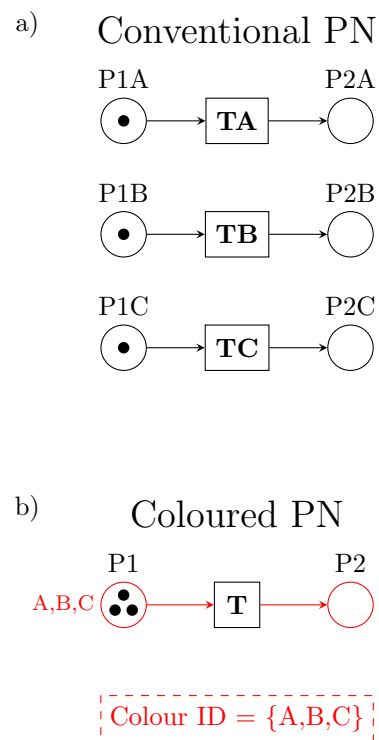 a)
Conventional PN
P1A P2A
TA
P1B P2B
TB
P1C P2C
TC
b)
Coloured PN
P1 P2
A,B,C T
Colour ID = {A,B,C}